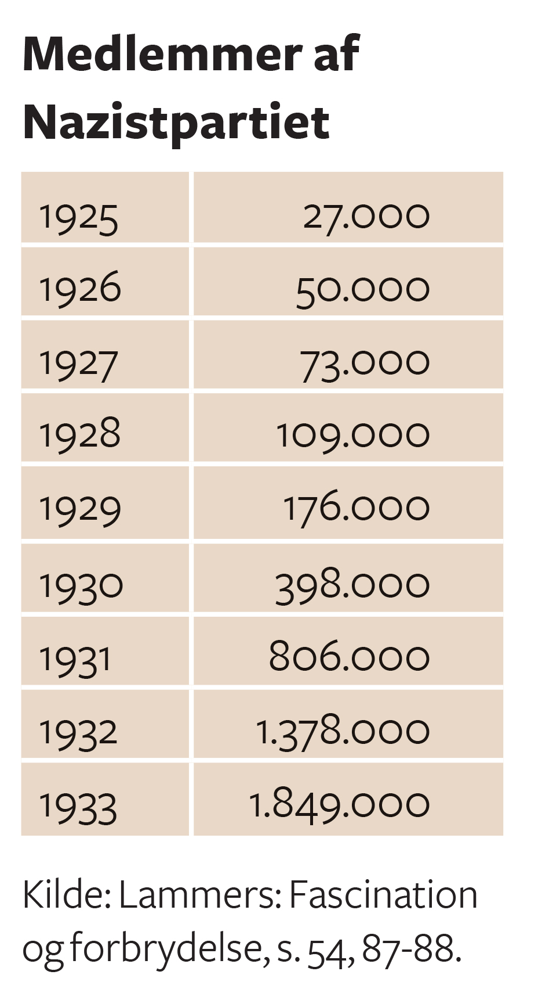 Medlemmer af
Nazistpartiet
1925 27.000
1926 50.000
1927 73.000
1928 109.000
1929 176.000
1930 398.000
1931 806.000
1932 1.378.000
1933 1.849.000
Kilde: Lammers: Fascination
og forbrydelse, s. 54, 87-88.